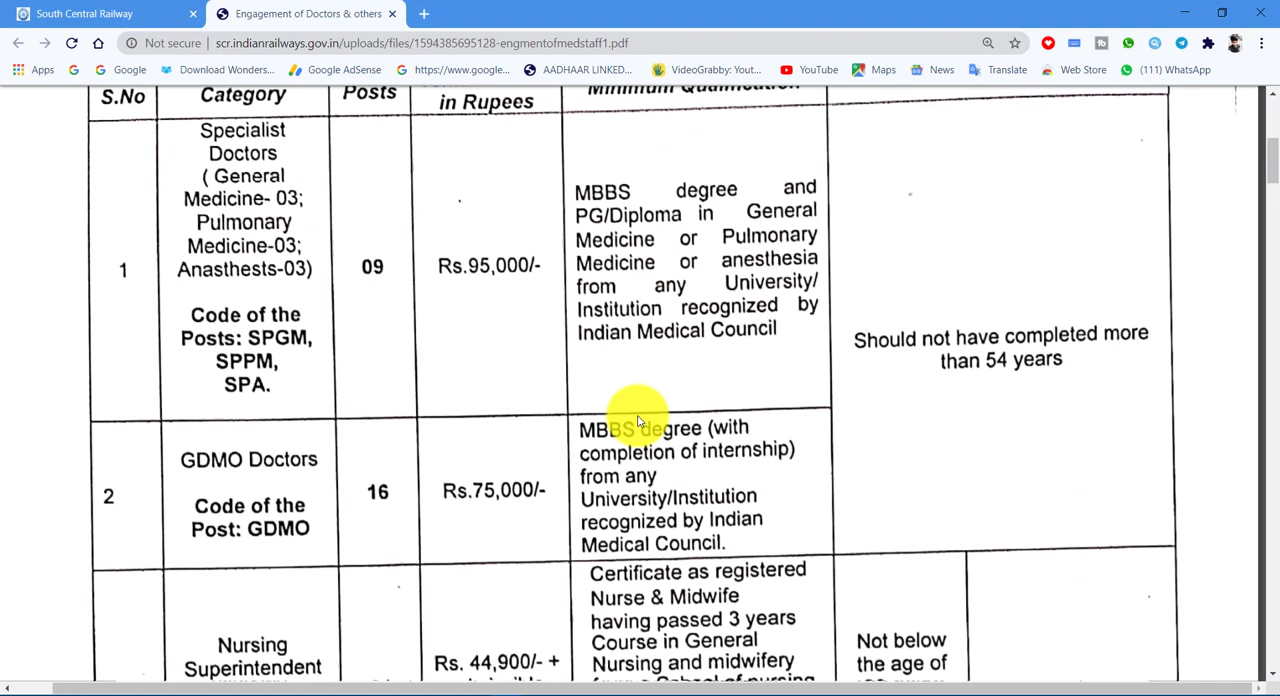 South Central Railway
Engagement of Doctors & others
Not secure | scr.indianrailways.gov.in/uploads/files/1594385695128-engmentofmedstaff1.pdf
Apps
Google
Download Wonders...
Google AdSense
https://www.google...
AADHAAR LINKED...
VideoGrabby: Yout...
YouTube
Maps
News
Translate
Web Store
(111) WhatsApp
S.No
Category
Posts
in Rupees
Minimum Qualification
1
Specialist
Doctors
( General
Medicine- 03;
Pulmonary
Medicine-03;
Anasthests-03)
Code of the
Posts: SPGM,
SPPM,
SPA.
09
Rs.95,000/-
MBBS degree and
PG/Diploma in General
Medicine or Pulmonary
Medicine or anesthesia
from any University/
Institution recognized by
Indian Medical Council
Should not have completed more
than 54 years
2
GDMO Doctors
Code of the
Post: GDMO
16
Rs.75,000/-
MBBS degree (with
completion of internship)
from any
University/Institution
recognized by Indian
Medical Council.
Nursing
Superintendent
Rs. 44,900/- +
Certificate as registered
Nurse & Midwife
having passed 3 years
Course in General
Nursing and midwifery
Not below
the age of